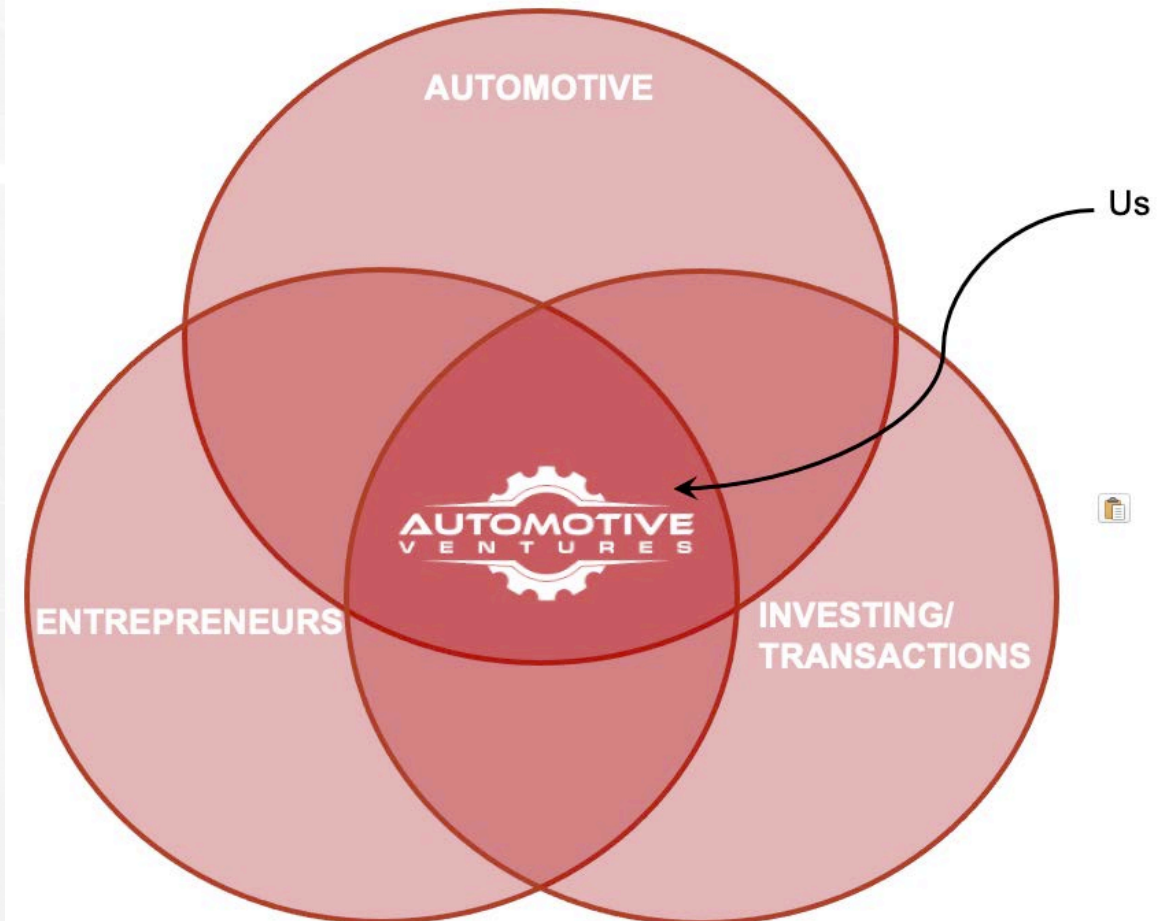 AUTOMOTIVE
Us
AUTOMOTIVE
VENTURES
ENTREPRENEURS
INVESTING/
TRANSACTIONS